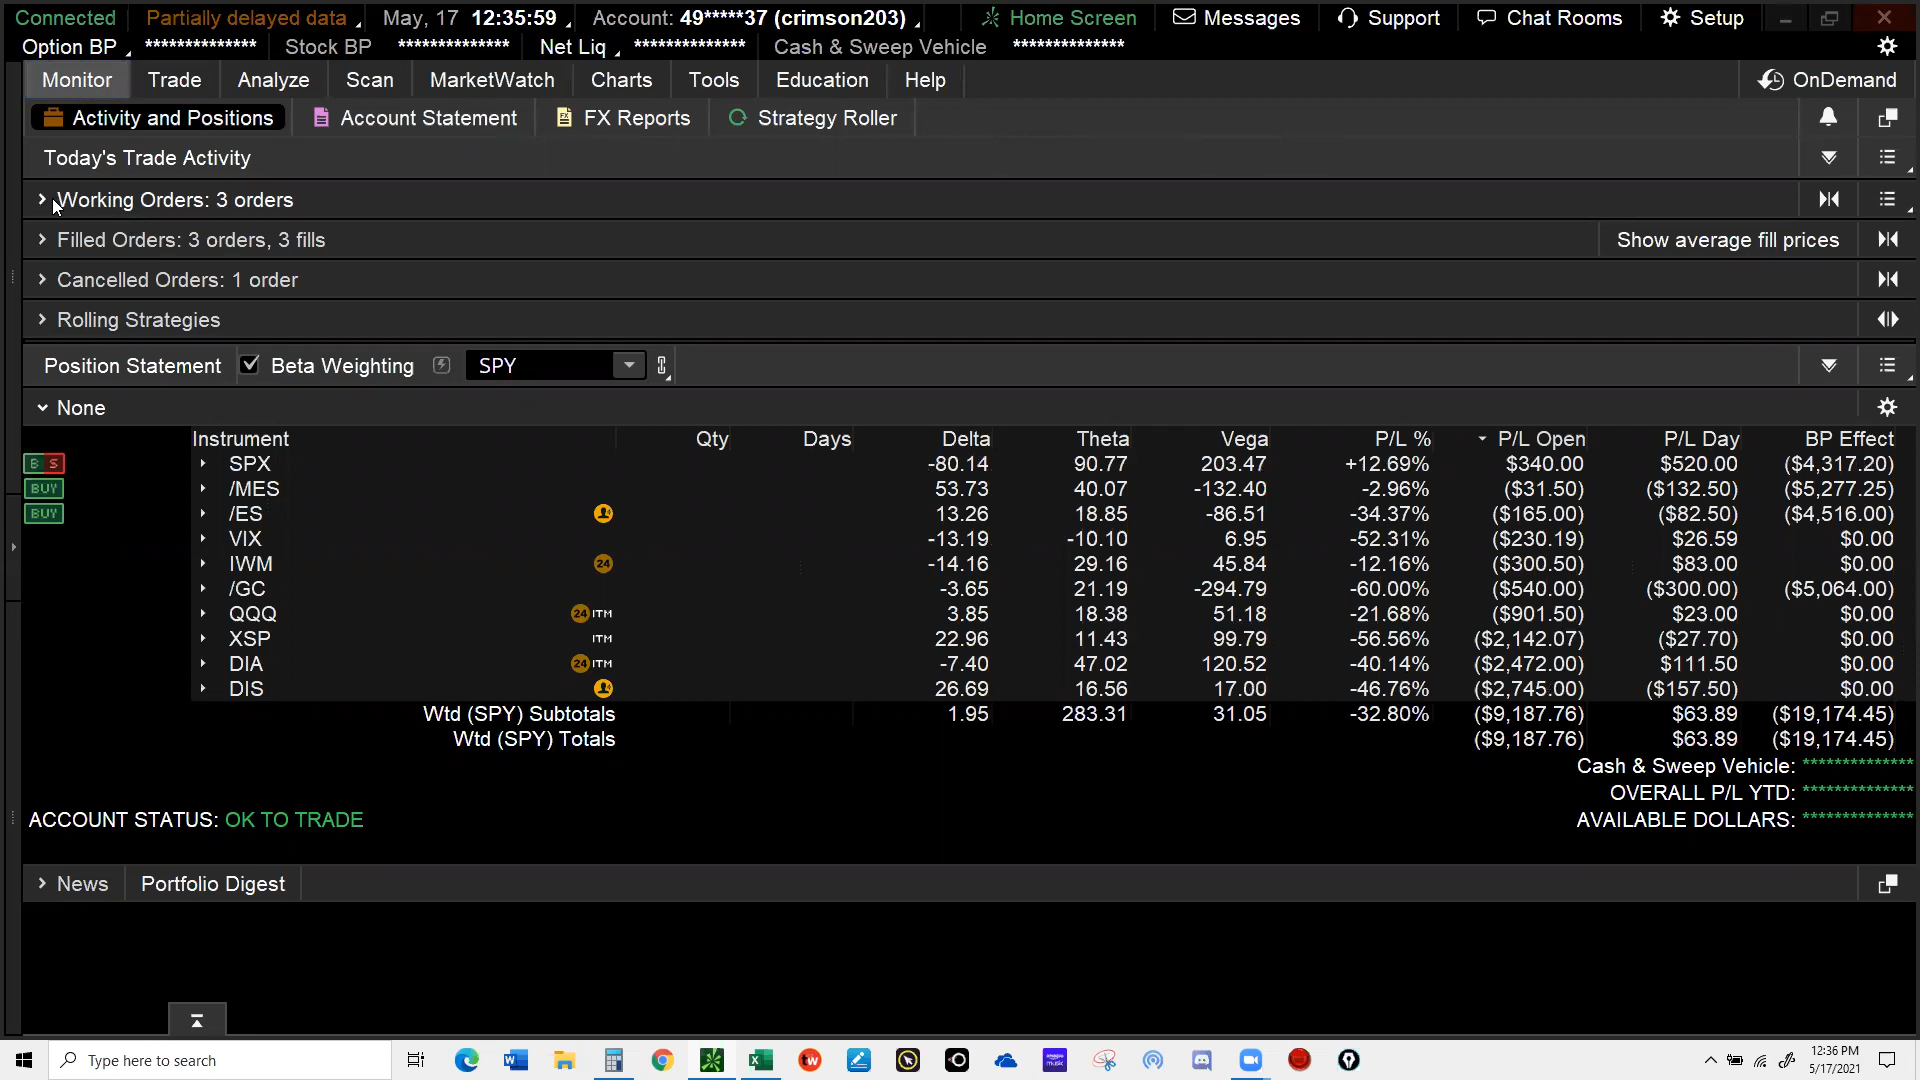 Connected Partially delayed data May, 17 12:35:59 Account: 49*****37 (crimson203) Home Screen Messages Support Chat Rooms Setup
Option BP ************** Stock BP ************** Net Liq ************** Cash & Sweep Vehicle **************
Monitor Trade Analyze Scan MarketWatch Charts Tools Education Help OnDemand
Activity and Positions Account Statement FX Reports Strategy Roller
Today's Trade Activity
Working Orders: 3 orders
Filled Orders: 3 orders, 3 fills Show average fill prices
Cancelled Orders: 1 order
Rolling Strategies
Position Statement Beta Weighting SPY
None
Instrument Qty Days Delta Theta Vega P/L % P/L Open P/L Day BP Effect
B S SPX -80.14 90.77 203.47 +12.69% $340.00 $520.00 ($4,317.20)
BUY /MES 53.73 40.07 -132.40 -2.96% ($31.50) ($132.50) ($5,277.25)
BUY /ES 13.26 18.85 -86.51 -34.37% ($165.00) ($82.50) ($4,516.00)
VIX -13.19 -10.10 6.95 -52.31% ($230.19) $26.59 $0.00
IWM 24 -14.16 29.16 45.84 -12.16% ($300.50) $83.00 $0.00
/GC -3.65 21.19 -294.79 -60.00% ($540.00) ($300.00) ($5,064.00)
QQQ 24 ITM 3.85 18.38 51.18 -21.68% ($901.50) $23.00 $0.00
XSP ITM 22.96 11.43 99.79 -56.56% ($2,142.07) ($27.70) $0.00
DIA 24 ITM -7.40 47.02 120.52 -40.14% ($2,472.00) $111.50 $0.00
DIS 26.69 16.56 17.00 -46.76% ($2,745.00) ($157.50) $0.00
Wtd (SPY) Subtotals 1.95 283.31 31.05 -32.80% ($9,187.76) $63.89 ($19,174.45)
Wtd (SPY) Totals ($9,187.76) $63.89 ($19,174.45)
Cash & Sweep Vehicle: **************
OVERALL P/L YTD: **************
ACCOUNT STATUS: OK TO TRADE AVAILABLE DOLLARS: **************
News Portfolio Digest
Type here to search tw 12:36 PM
5/17/2021